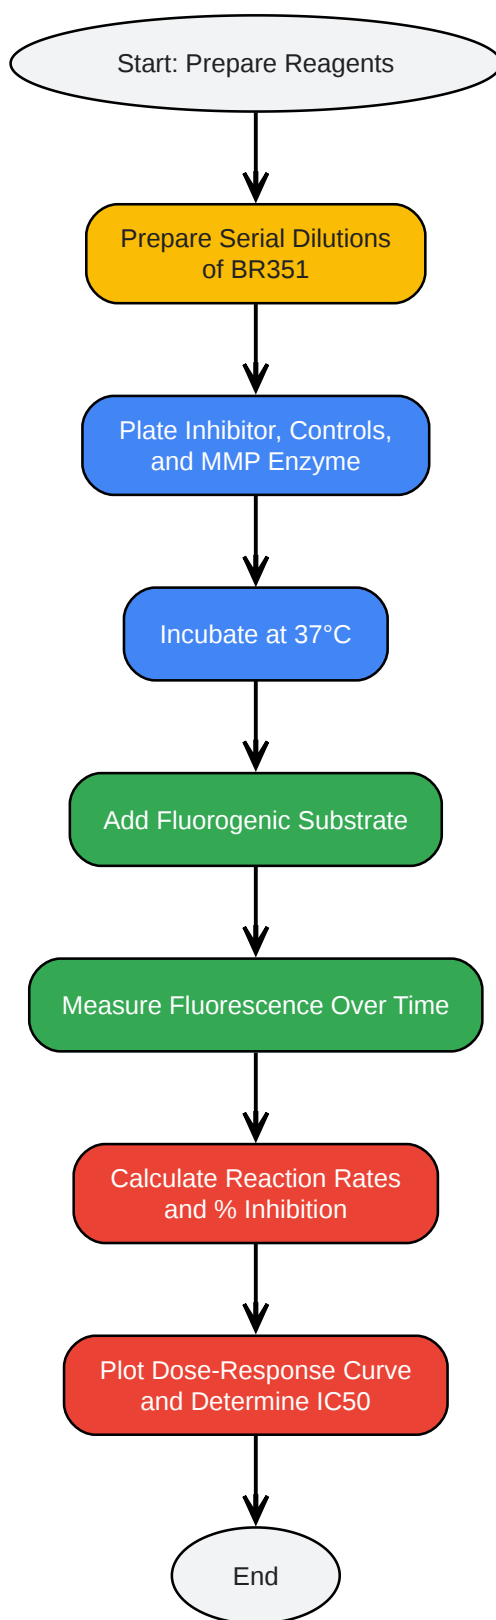 Start: Prepare Reagents
Prepare Serial Dilutions
of BR351
Plate Inhibitor, Controls,
and MMP Enzyme
Incubate at 37°C
Add Fluorogenic Substrate
Measure Fluorescence Over Time
Calculate Reaction Rates
and % Inhibition
Plot Dose-Response Curve
and Determine IC50
End